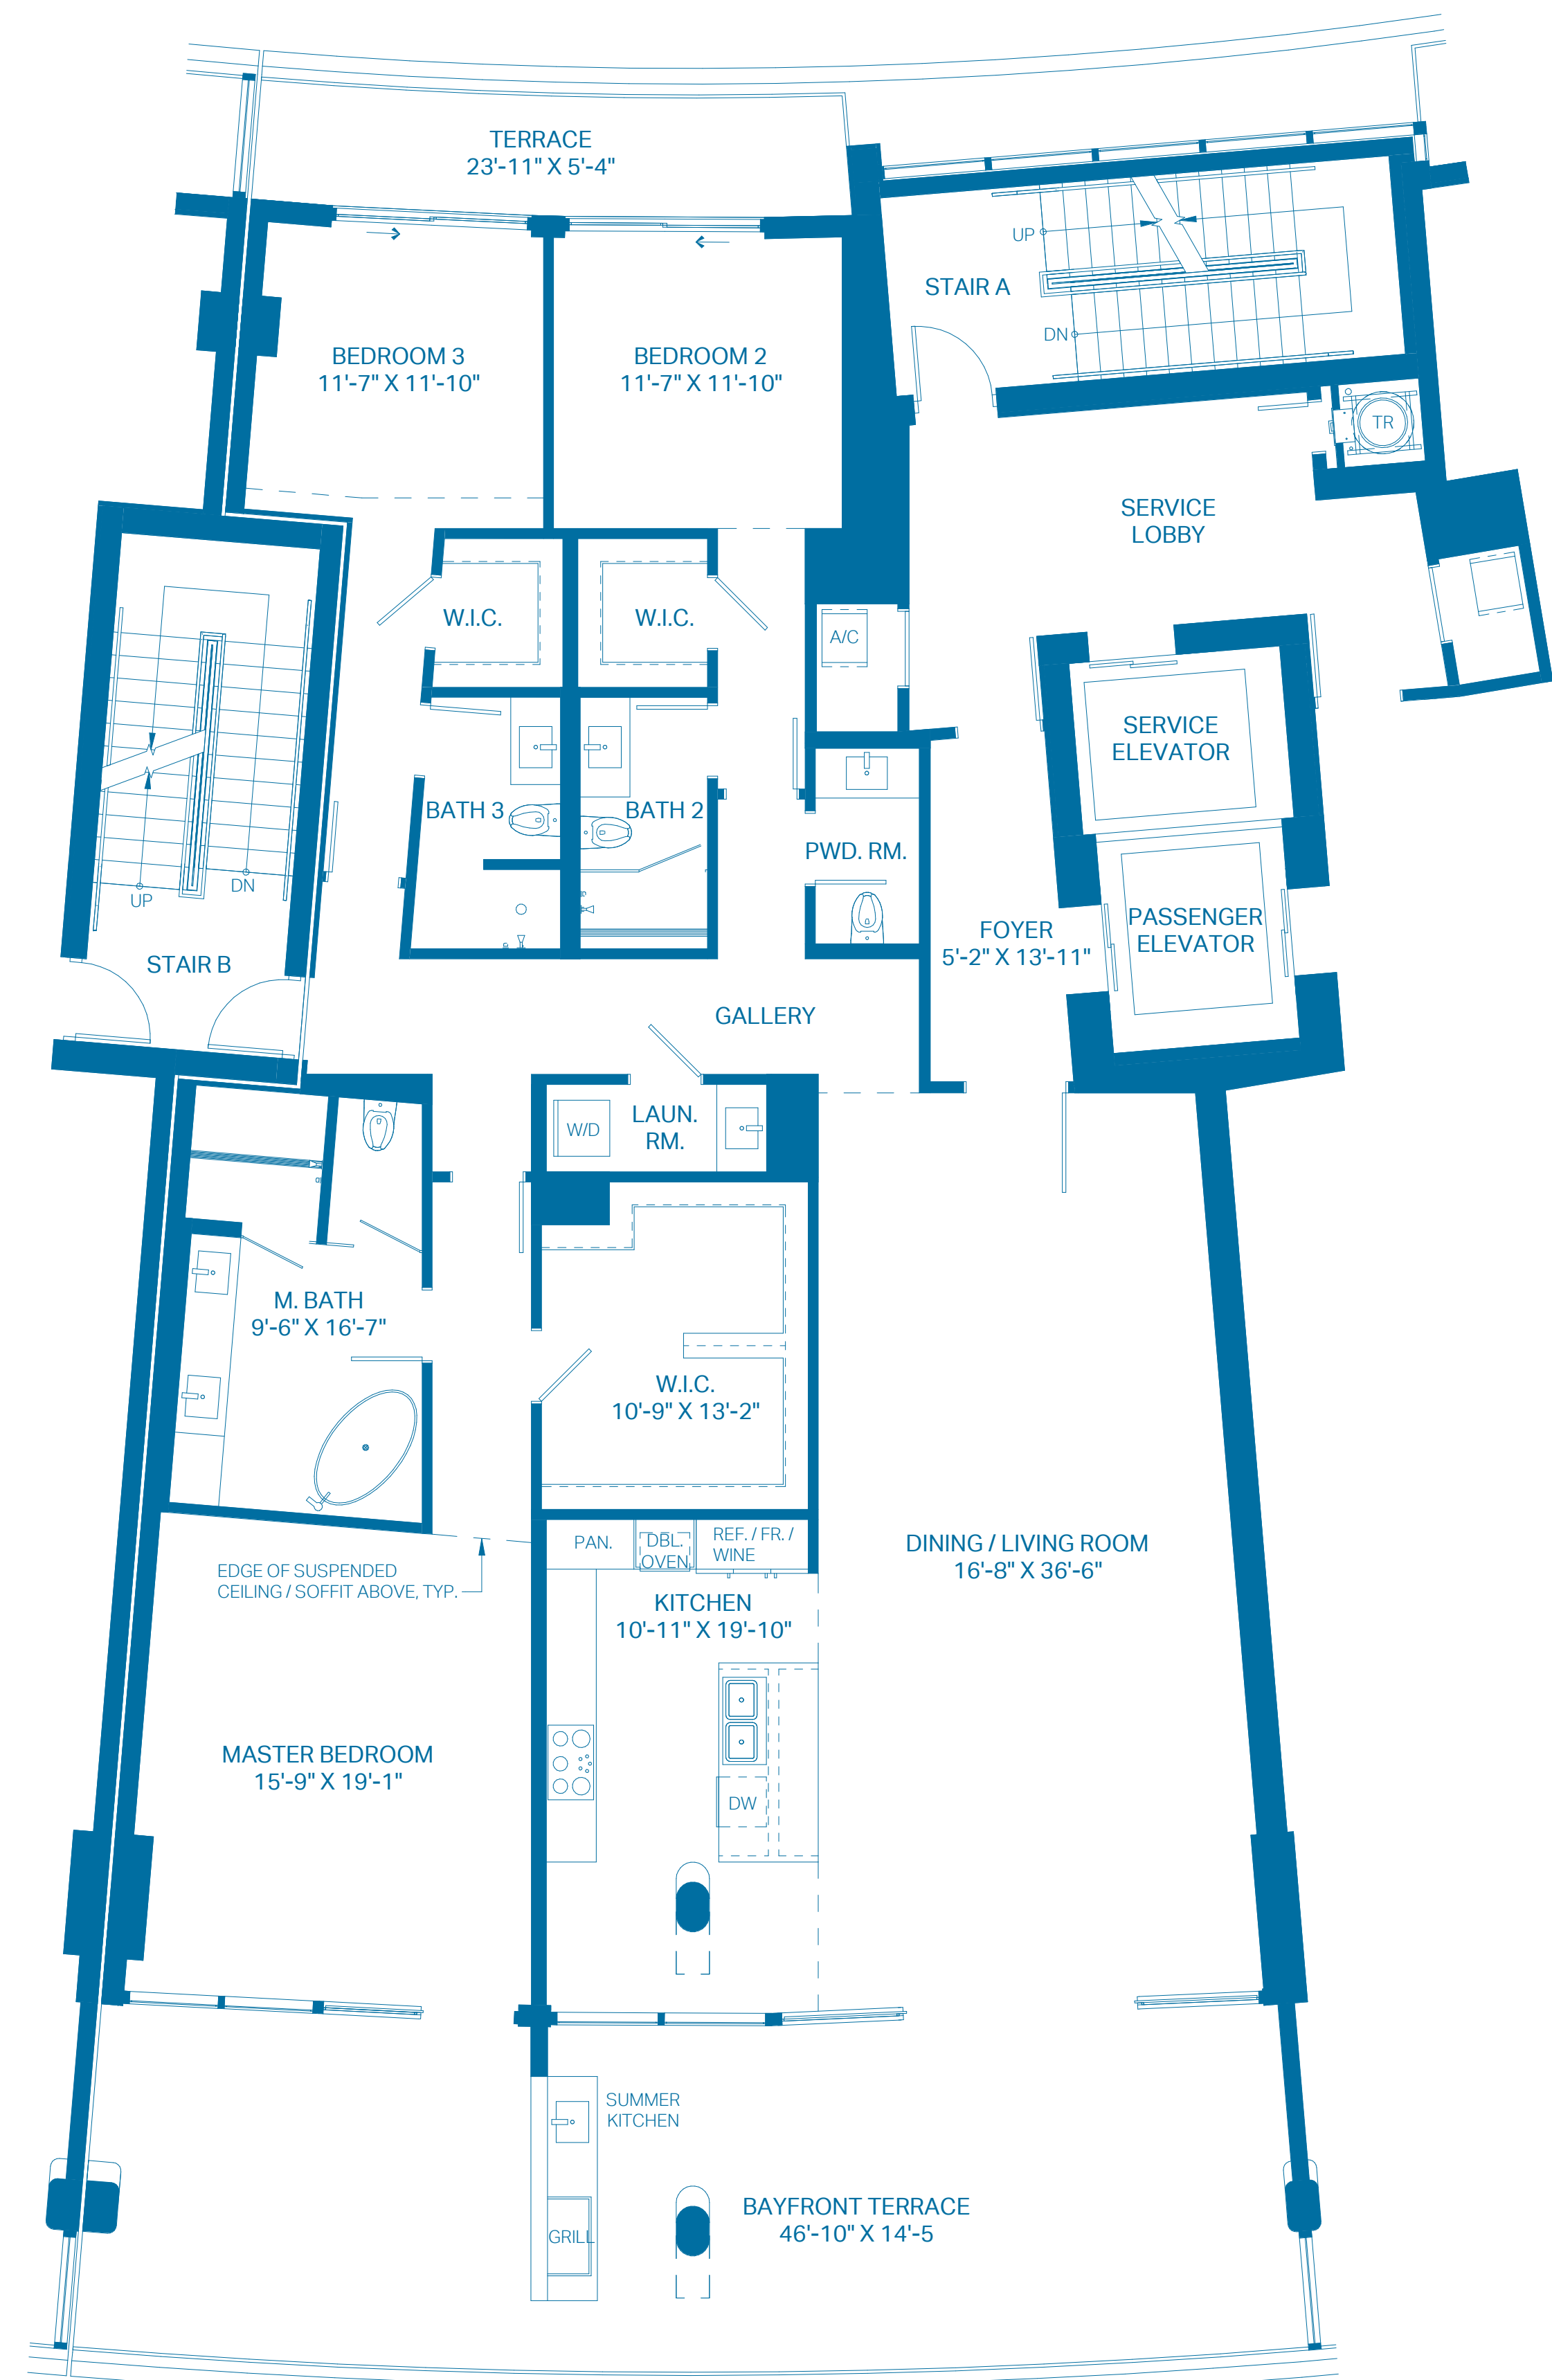 TERRACE
23'-11" X 5'-4"
UP
STAIR A
DN
BEDROOM 3
11'-7" X 11'-10"
BEDROOM 2
11'-7" X 11'-10"
TR
SERVICE
LOBBY
W.I.C.
W.I.C.
A/C
SERVICE
ELEVATOR
BATH 3
BATH 2
PWD. RM.
UP
DN
STAIR B
FOYER
5'-2" X 13'-11"
PASSENGER
ELEVATOR
GALLERY
W/D
LAUN.
RM.
M. BATH
9'-6" X 16'-7"
W.I.C.
10'-9" X 13'-2"
PAN.
DBL.
OVEN
REF. / FR. /
WINE
DINING / LIVING ROOM
16'-8" X 36'-6"
EDGE OF SUSPENDED
CEILING / SOFFIT ABOVE, TYP.
KITCHEN
10'-11" X 19'-10"
MASTER BEDROOM
15'-9" X 19'-1"
DW
SUMMER
KITCHEN
GRILL
BAYFRONT TERRACE
46'-10" X 14'-5